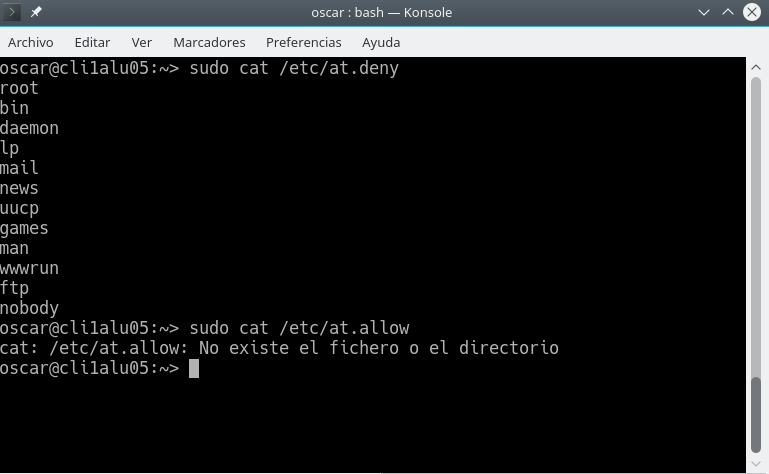 oscar : bash — Konsole
Archivo Editar Ver Marcadores Preferencias Ayuda
oscar@cli1alu05:~> sudo cat /etc/at.deny
root
bin
daemon
lp
mail
news
uucp
games
man
wwwrun
ftp
nobody
oscar@cli1alu05:~> sudo cat /etc/at.allow
cat: /etc/at.allow: No existe el fichero o el directorio
oscar@cli1alu05:~>